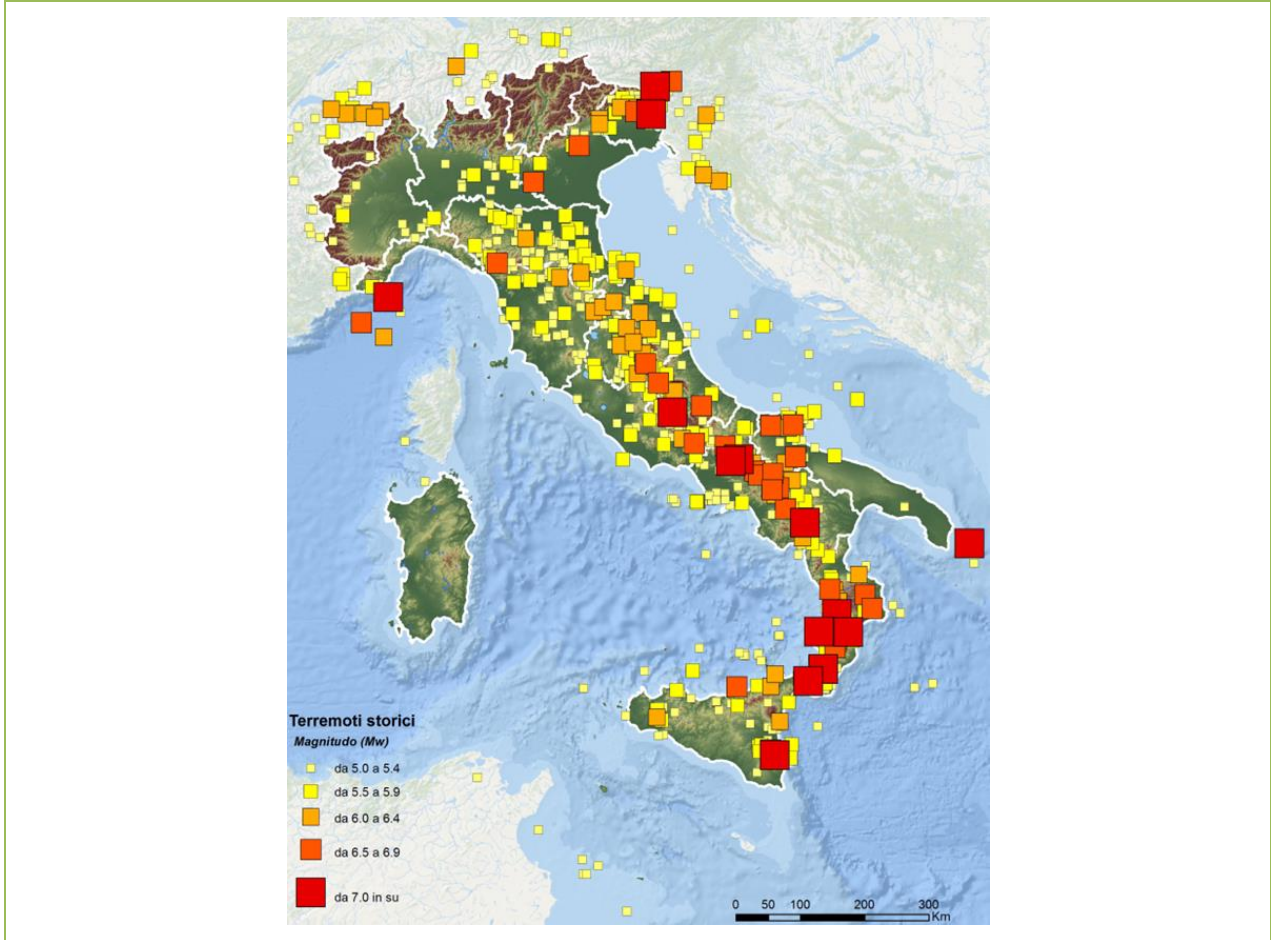 Terremoti storici
Magnitudo (Mw)
da 5.0 a 5.4
da 5.5 a 5.9
da 6.0 a 6.4
da 6.5 a 6.9
da 7.0 in su
0 50 100 200 300
Km